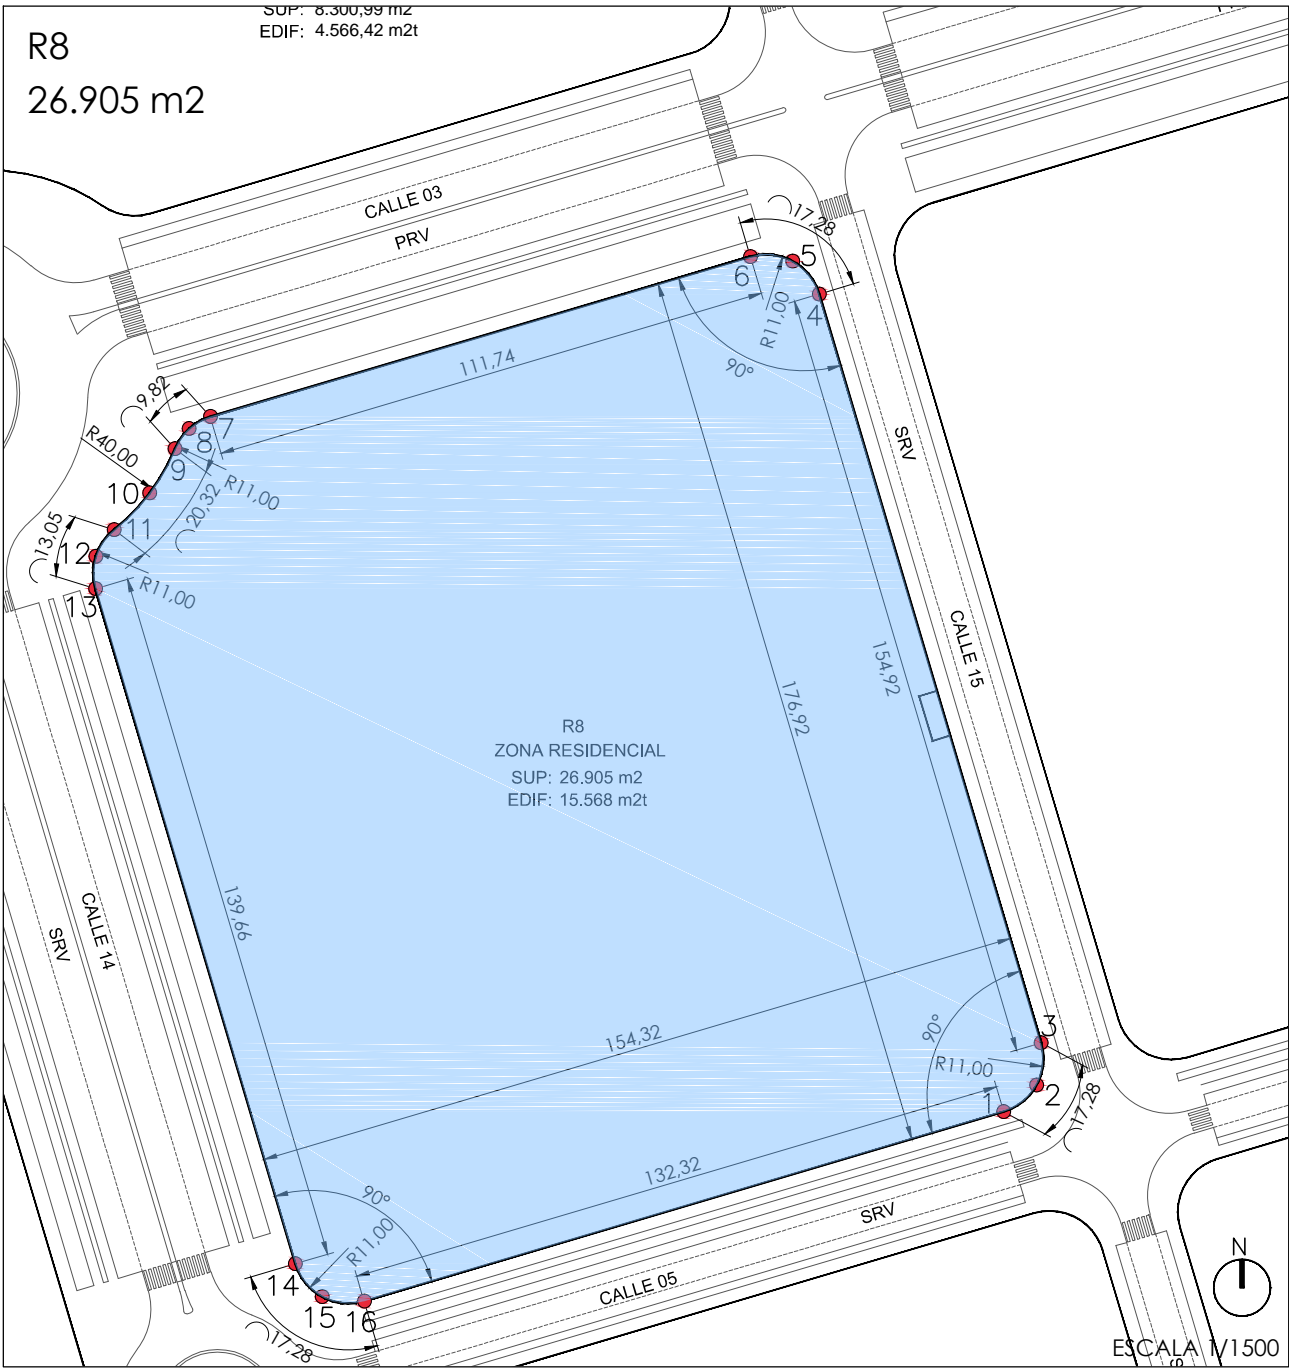 SUP: 8.300,99 m2
EDIF: 4.566,42 m2t
R8
26.905 m2
CALLE 03
PRV
17,28
5
6
4
R11,00
90°
111,74
9,82
7
8
9
R40,00
10
R11,00
20,32
11
13,05
12
R11,00
13
SRV
CALLE 15
154,92
176,92
R8
ZONA RESIDENCIAL
SUP: 26.905 m2
EDIF: 15.568 m2t
139,66
CALLE 14
SRV
154,32
90°
3
R11,00
1
2
17,28
132,32
90°
R11,00
SRV
14
15
16
CALLE 05
17,28
N
ESCALA 1/1500